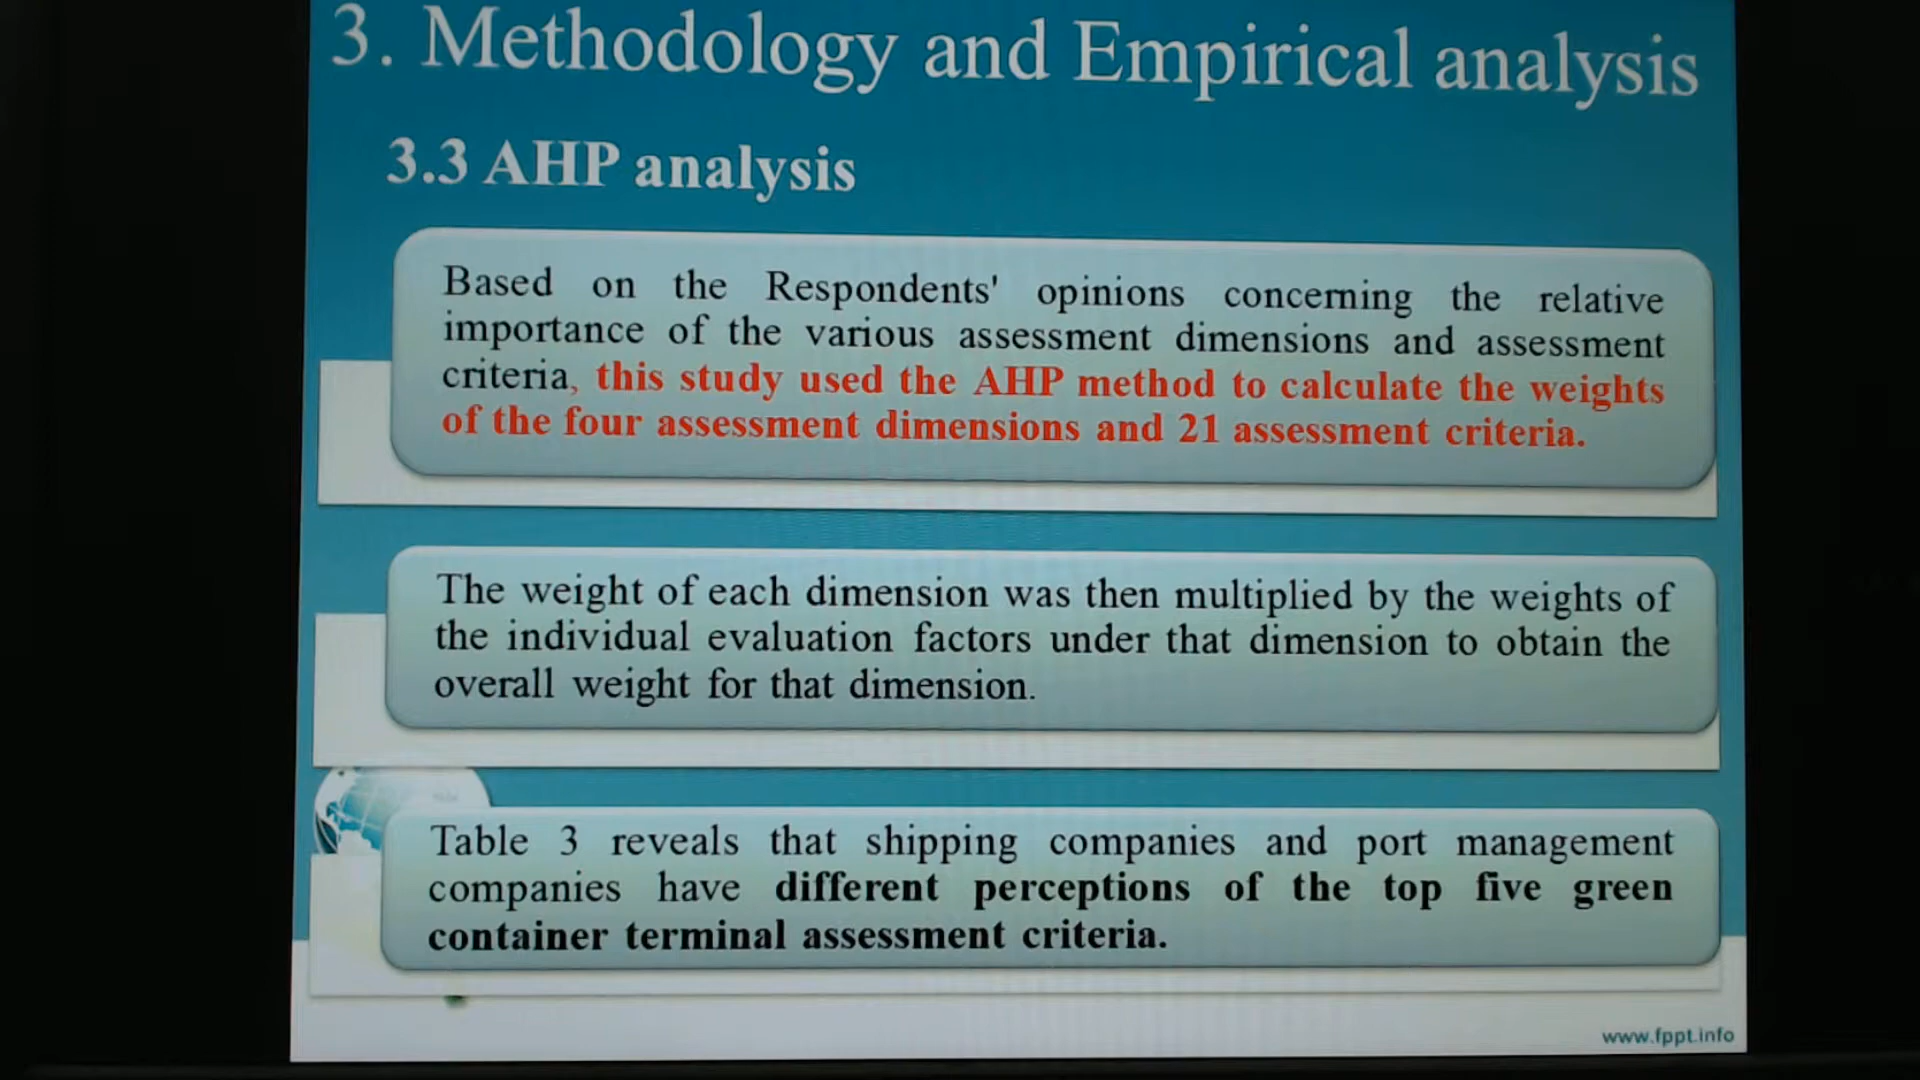 3. Methodology and Empirical analysis
3.3 AHP analysis
Based on the Respondents' opinions concerning the relative
importance of the various assessment dimensions and assessment
criteria, this study used the AHP method to calculate the weights
of the four assessment dimensions and 21 assessment criteria.
The weight of each dimension was then multiplied by the weights of
the individual evaluation factors under that dimension to obtain the
overall weight for that dimension.
Table 3 reveals that shipping companies and port management
companies have different perceptions of the top five green
container terminal assessment criteria.
www.fppt.info